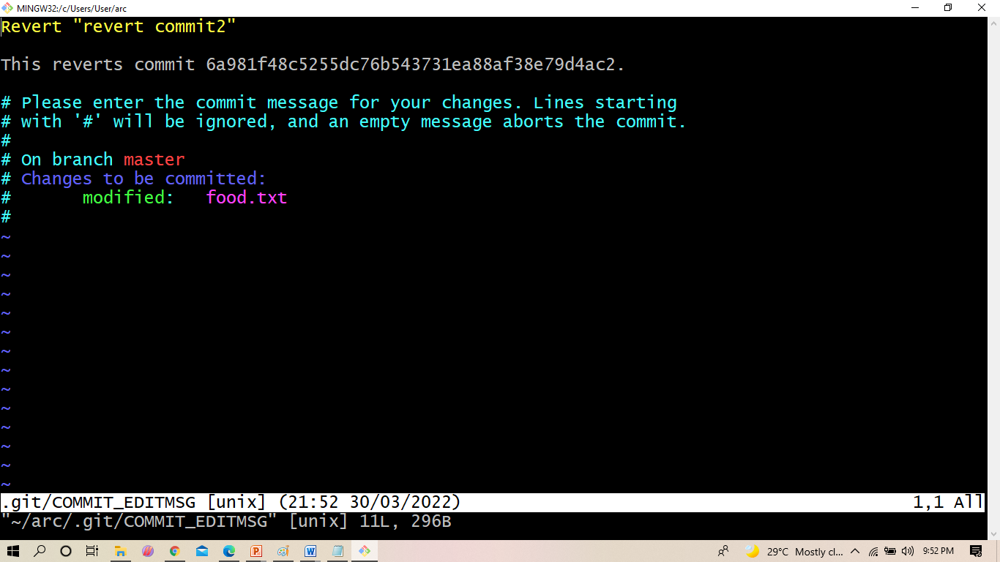 MINGW32:/c/Users/User/arc
Revert "revert commit2"
This reverts commit 6a981f48c5255dc76b543731ea88af38e79d4ac2.
# Please enter the commit message for your changes. Lines starting
# with '#' will be ignored, and an empty message aborts the commit.
#
# On branch master
# Changes to be committed:
#       modified:   food.txt
#
~
~
~
~
~
~
~
~
~
~
~
~
~
~
.git/COMMIT_EDITMSG [unix] (21:52 30/03/2022) 1,1 All
"~/arc/.git/COMMIT_EDITMSG" [unix] 11L, 296B
29°C Mostly cl... 9:52 PM